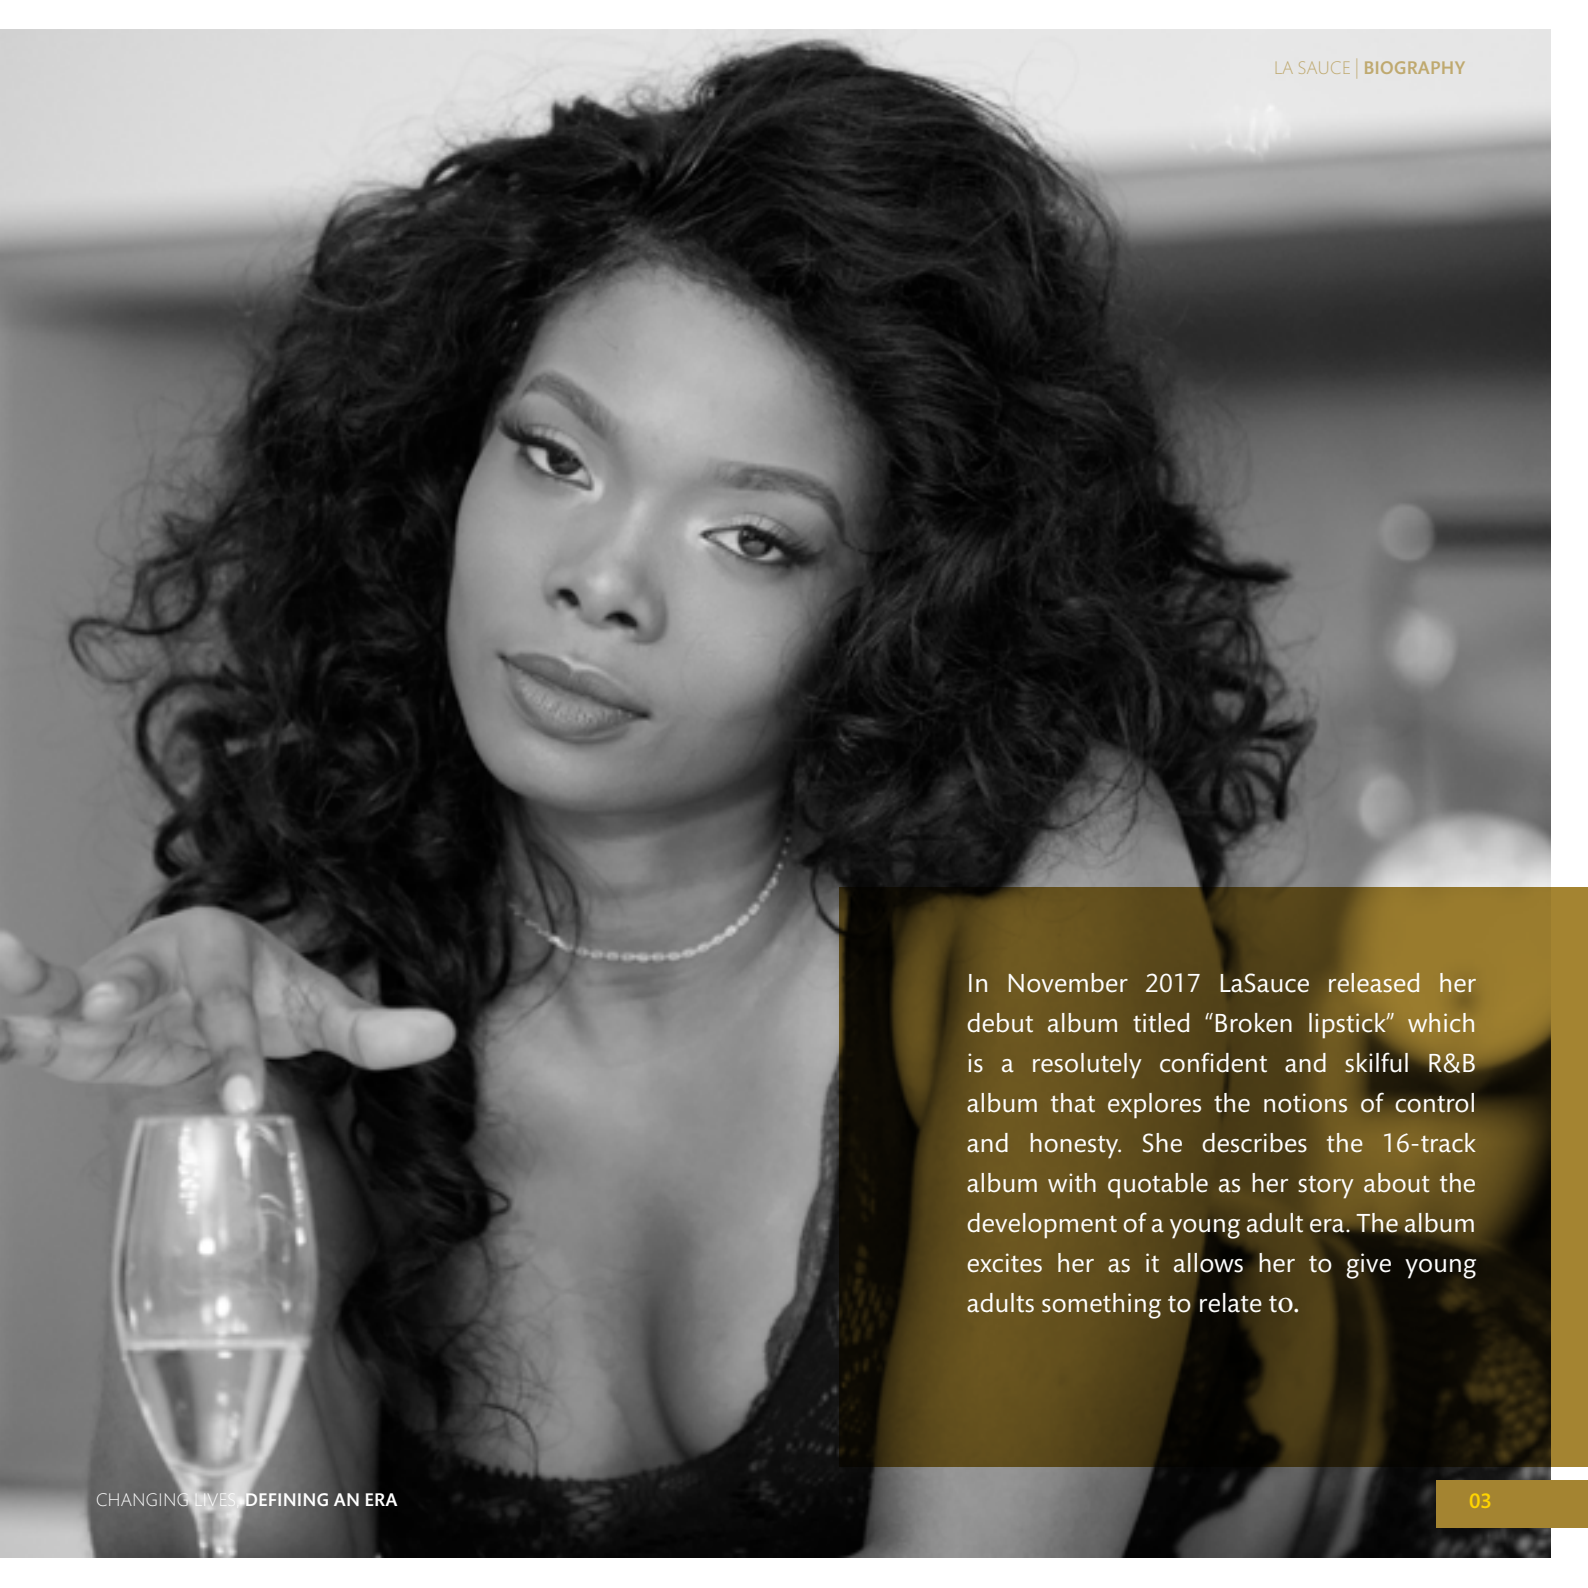 LA SAUCE | BIOGRAPHY
In November 2017 LaSauce released her
debut album titled “Broken lipstick” which
is a resolutely confident and skilful R&B
album that explores the notions of control
and honesty. She describes the 16-track
album with quotable as her story about the
development of a young adult era. The album
excites her as it allows her to give young
adults something to relate to.
CHANGING LIVES, DEFINING AN ERA
03